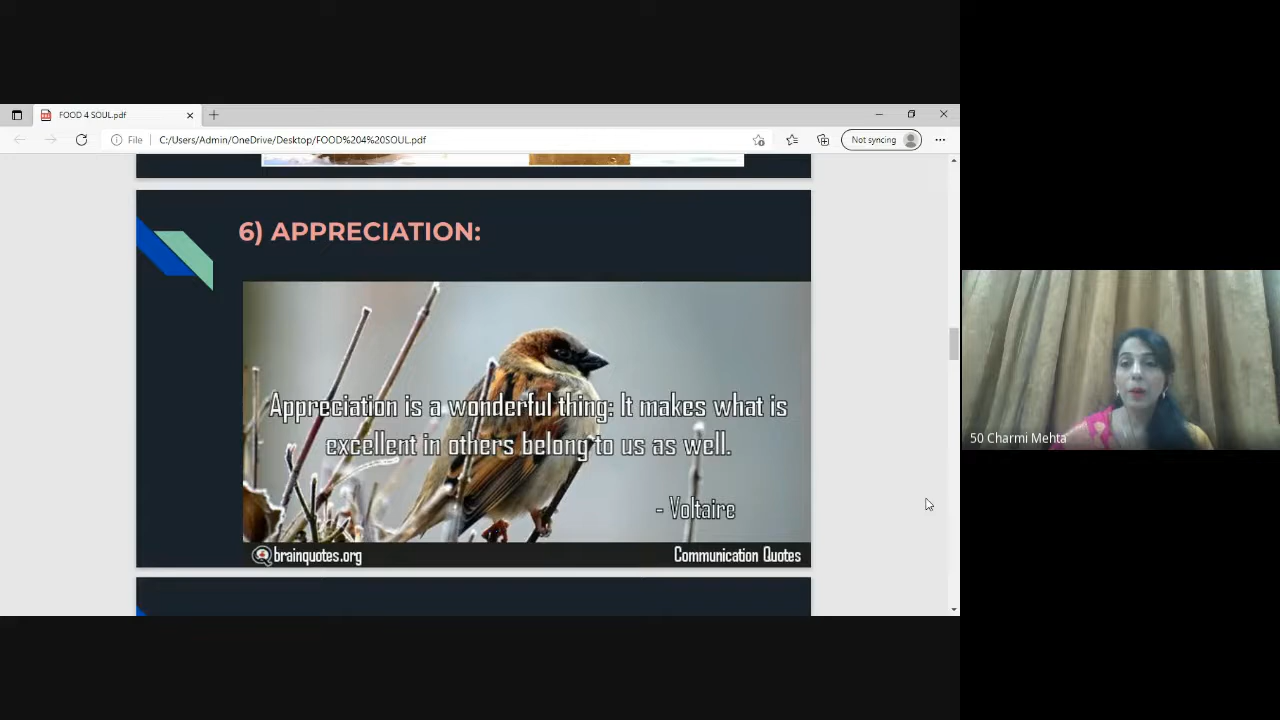 FOOD 4 SOUL.pdf
File
C:/Users/Admin/OneDrive/Desktop/FOOD%204%20SOUL.pdf
Not syncing
6) APPRECIATION:
Appreciation is a wonderful thing: It makes what is
excellent in others belong to us as well.
- Voltaire
brainquotes.org
Communication Quotes
50 Charmi Mehta